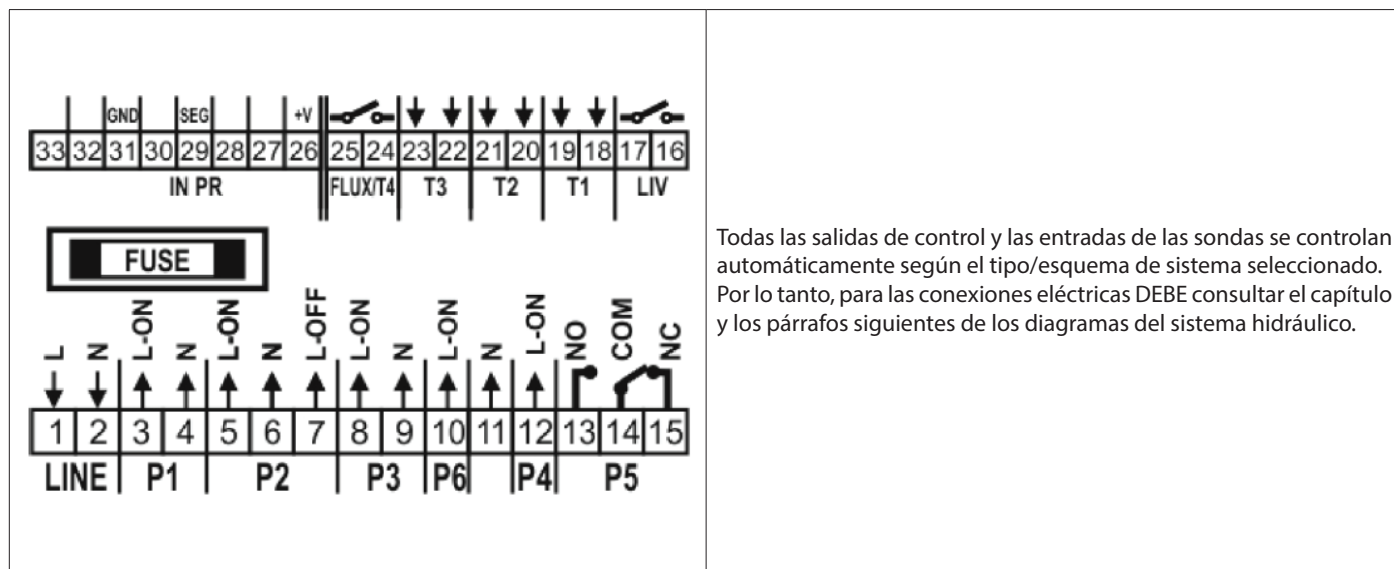 GND SEG +V
33 32 31 30 29 28 27 26 25 24 23 22 21 20 19 18 17 16
IN PR FLUX/T4 T3 T2 T1 LIV
FUSE
L N L-ON N L-ON N L-OFF L-ON N L-ON N L-ON NO COM NC
1 2 3 4 5 6 7 8 9 10 11 12 13 14 15
LINE P1 P2 P3 P6 P4 P5
Todas las salidas de control y las entradas de las sondas se controlan
automáticamente según el tipo/esquema de sistema seleccionado.
Por lo tanto, para las conexiones eléctricas DEBE consultar el capítulo
y los párrafos siguientes de los diagramas del sistema hidráulico.